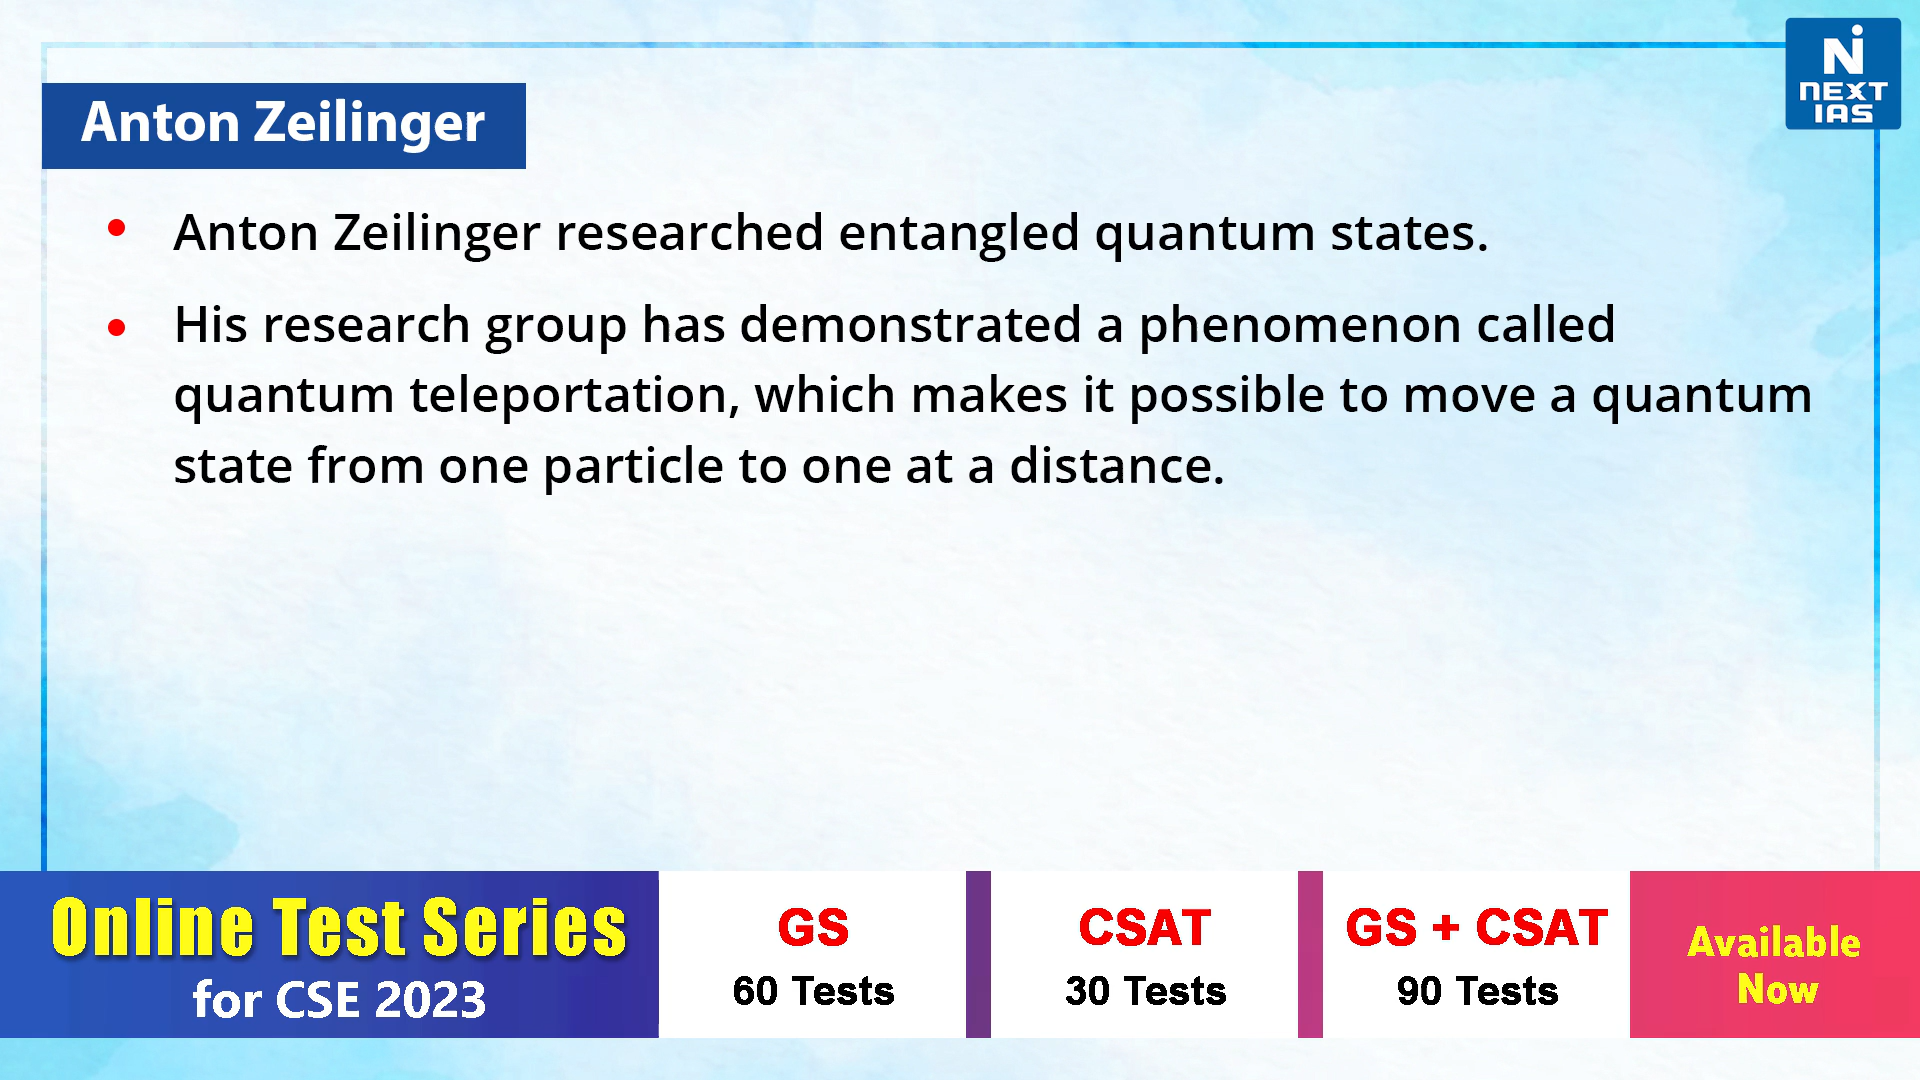 NEXT
IAS
Anton Zeilinger
• Anton Zeilinger researched entangled quantum states.
• His research group has demonstrated a phenomenon called
quantum teleportation, which makes it possible to move a quantum
state from one particle to one at a distance.
Online Test Series
for CSE 2023
GS
60 Tests
CSAT
30 Tests
GS + CSAT
90 Tests
Available
Now